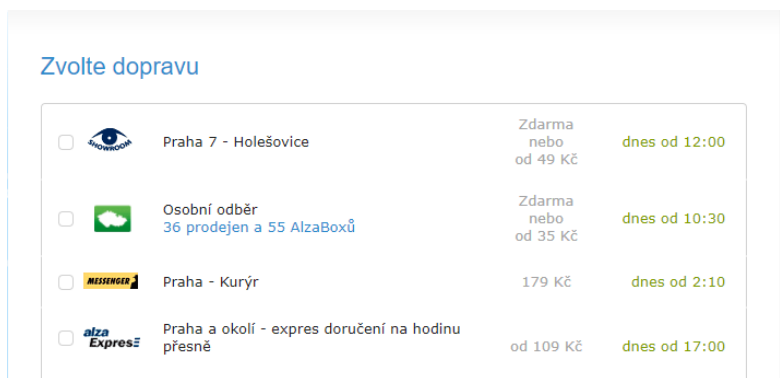 Zvolte dopravu
SHOWROOM
Praha 7 - Holešovice
Zdarma
nebo
od 49 Kč
dnes od 12:00
Osobní odběr
36 prodejen a 55 AlzaBoxů
Zdarma
nebo
od 35 Kč
dnes od 10:30
MESSENGER
Praha - Kurýr
179 Kč
dnes od 2:10
alza
Expres
Praha a okolí - expres doručení na hodinu
přesně
od 109 Kč
dnes od 17:00